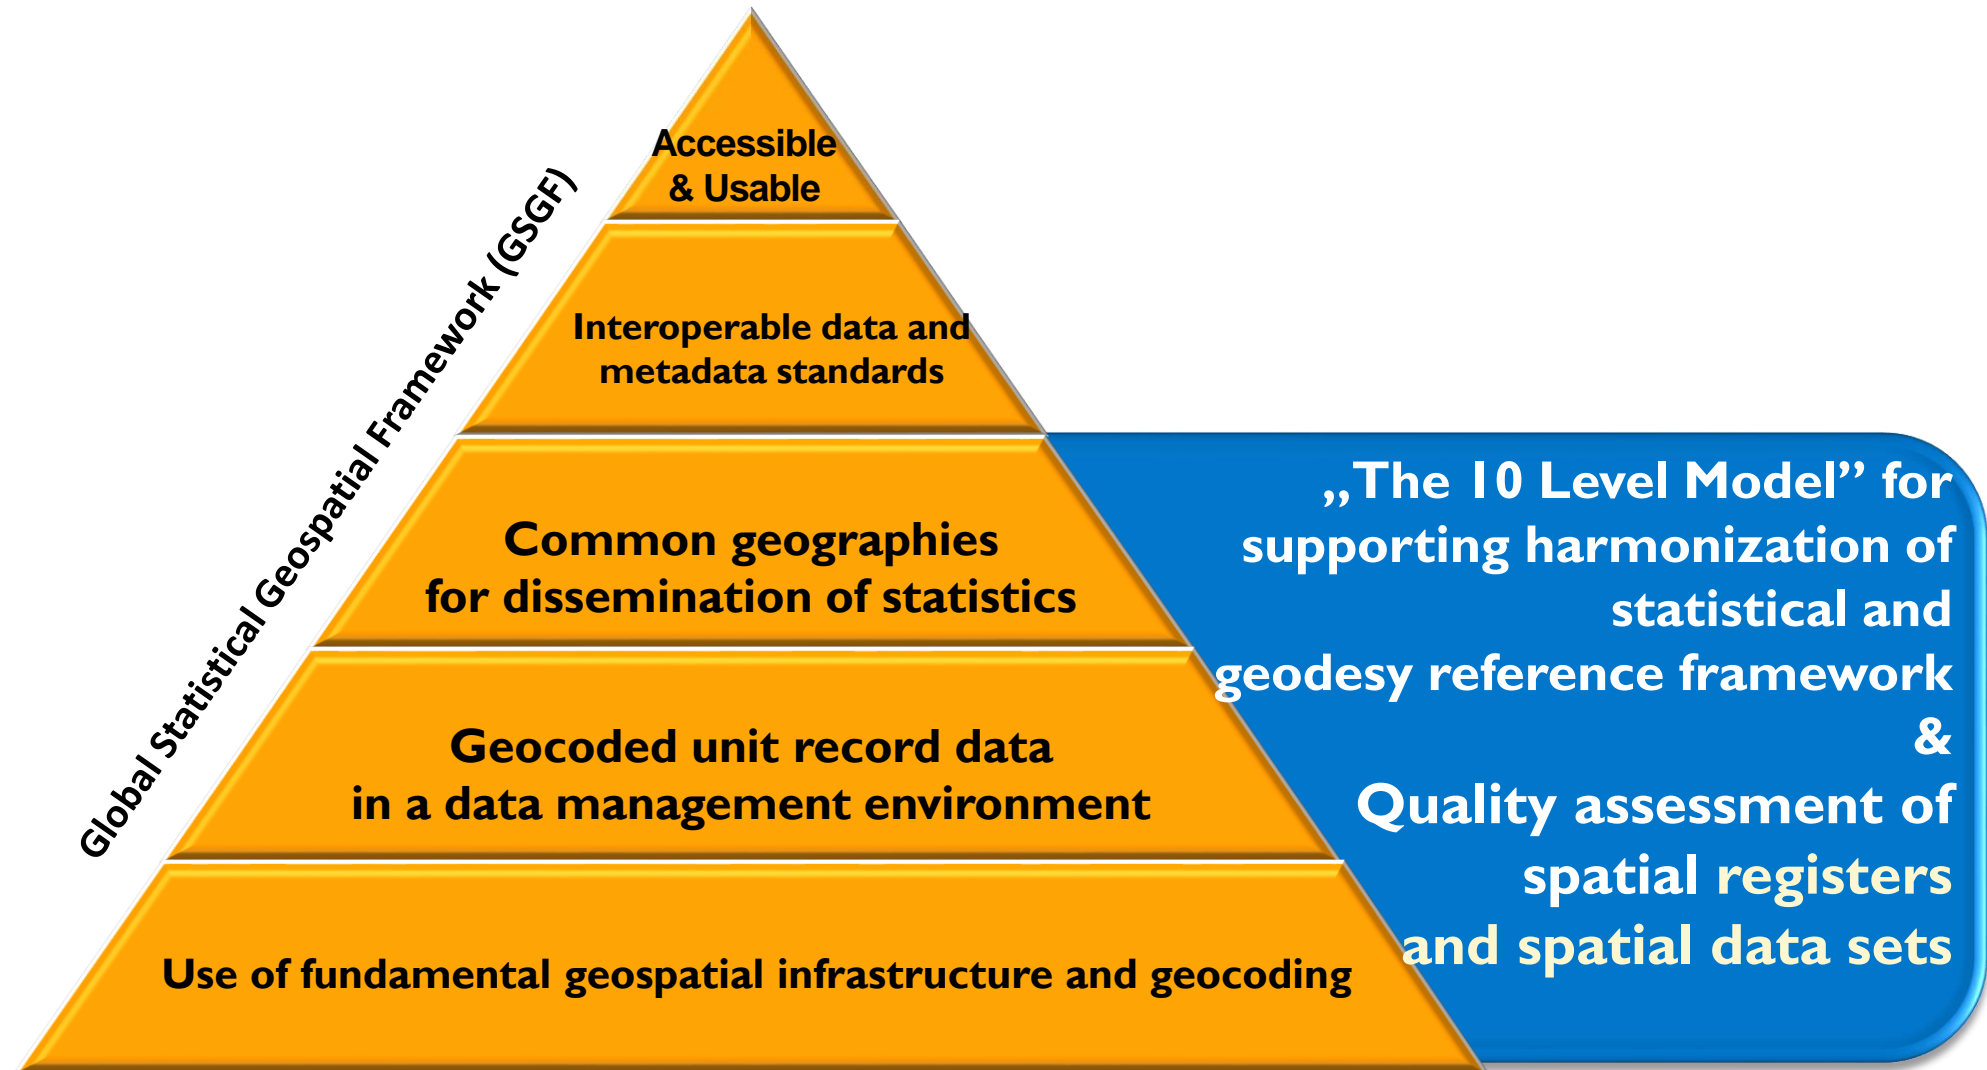 Global Statistical Geospatial Framework (GSGF)
Accessible
& Usable
Interoperable data and
metadata standards
Common geographies
for dissemination of statistics
Geocoded unit record data
in a data management environment
Use of fundamental geospatial infrastructure and geocoding
„The 10 Level Model” for
supporting harmonization of
statistical and
geodesy reference framework
&
Quality assessment of
spatial registers
and spatial data sets